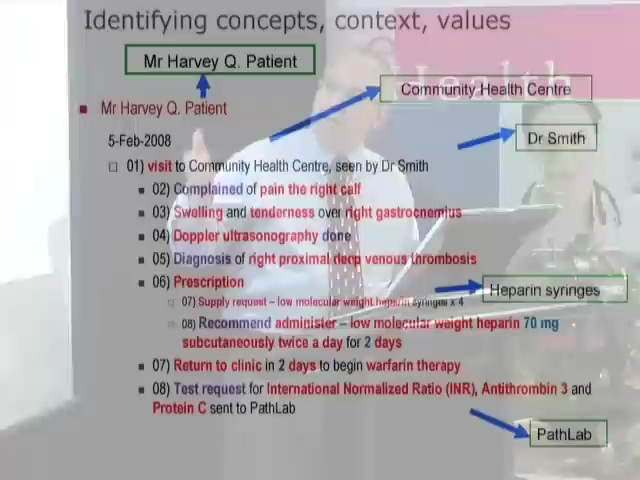 Identifying concepts, context, values
Mr Harvey Q. Patient
Health
Community Health Centre
Mr Harvey Q. Patient
5-Feb-2008
Dr Smith
01) visit to Community Health Centre, seen by Dr Smith
02) Complained of pain the right calf
03) Swelling and tenderness over right gastrocnemius
04) Doppler ultrasonography done
05) Diagnosis of right proximal deep venous thrombosis
06) Prescription
Heparin syringes
07) Supply request – low molecular weight heparin syringes x 4
08) Recommend administer – low molecular weight heparin 70 mg
subcutaneously twice a day for 2 days
07) Return to clinic in 2 days to begin warfarin therapy
08) Test request for International Normalized Ratio (INR), Antithrombin 3 and
Protein C sent to PathLab
PathLab